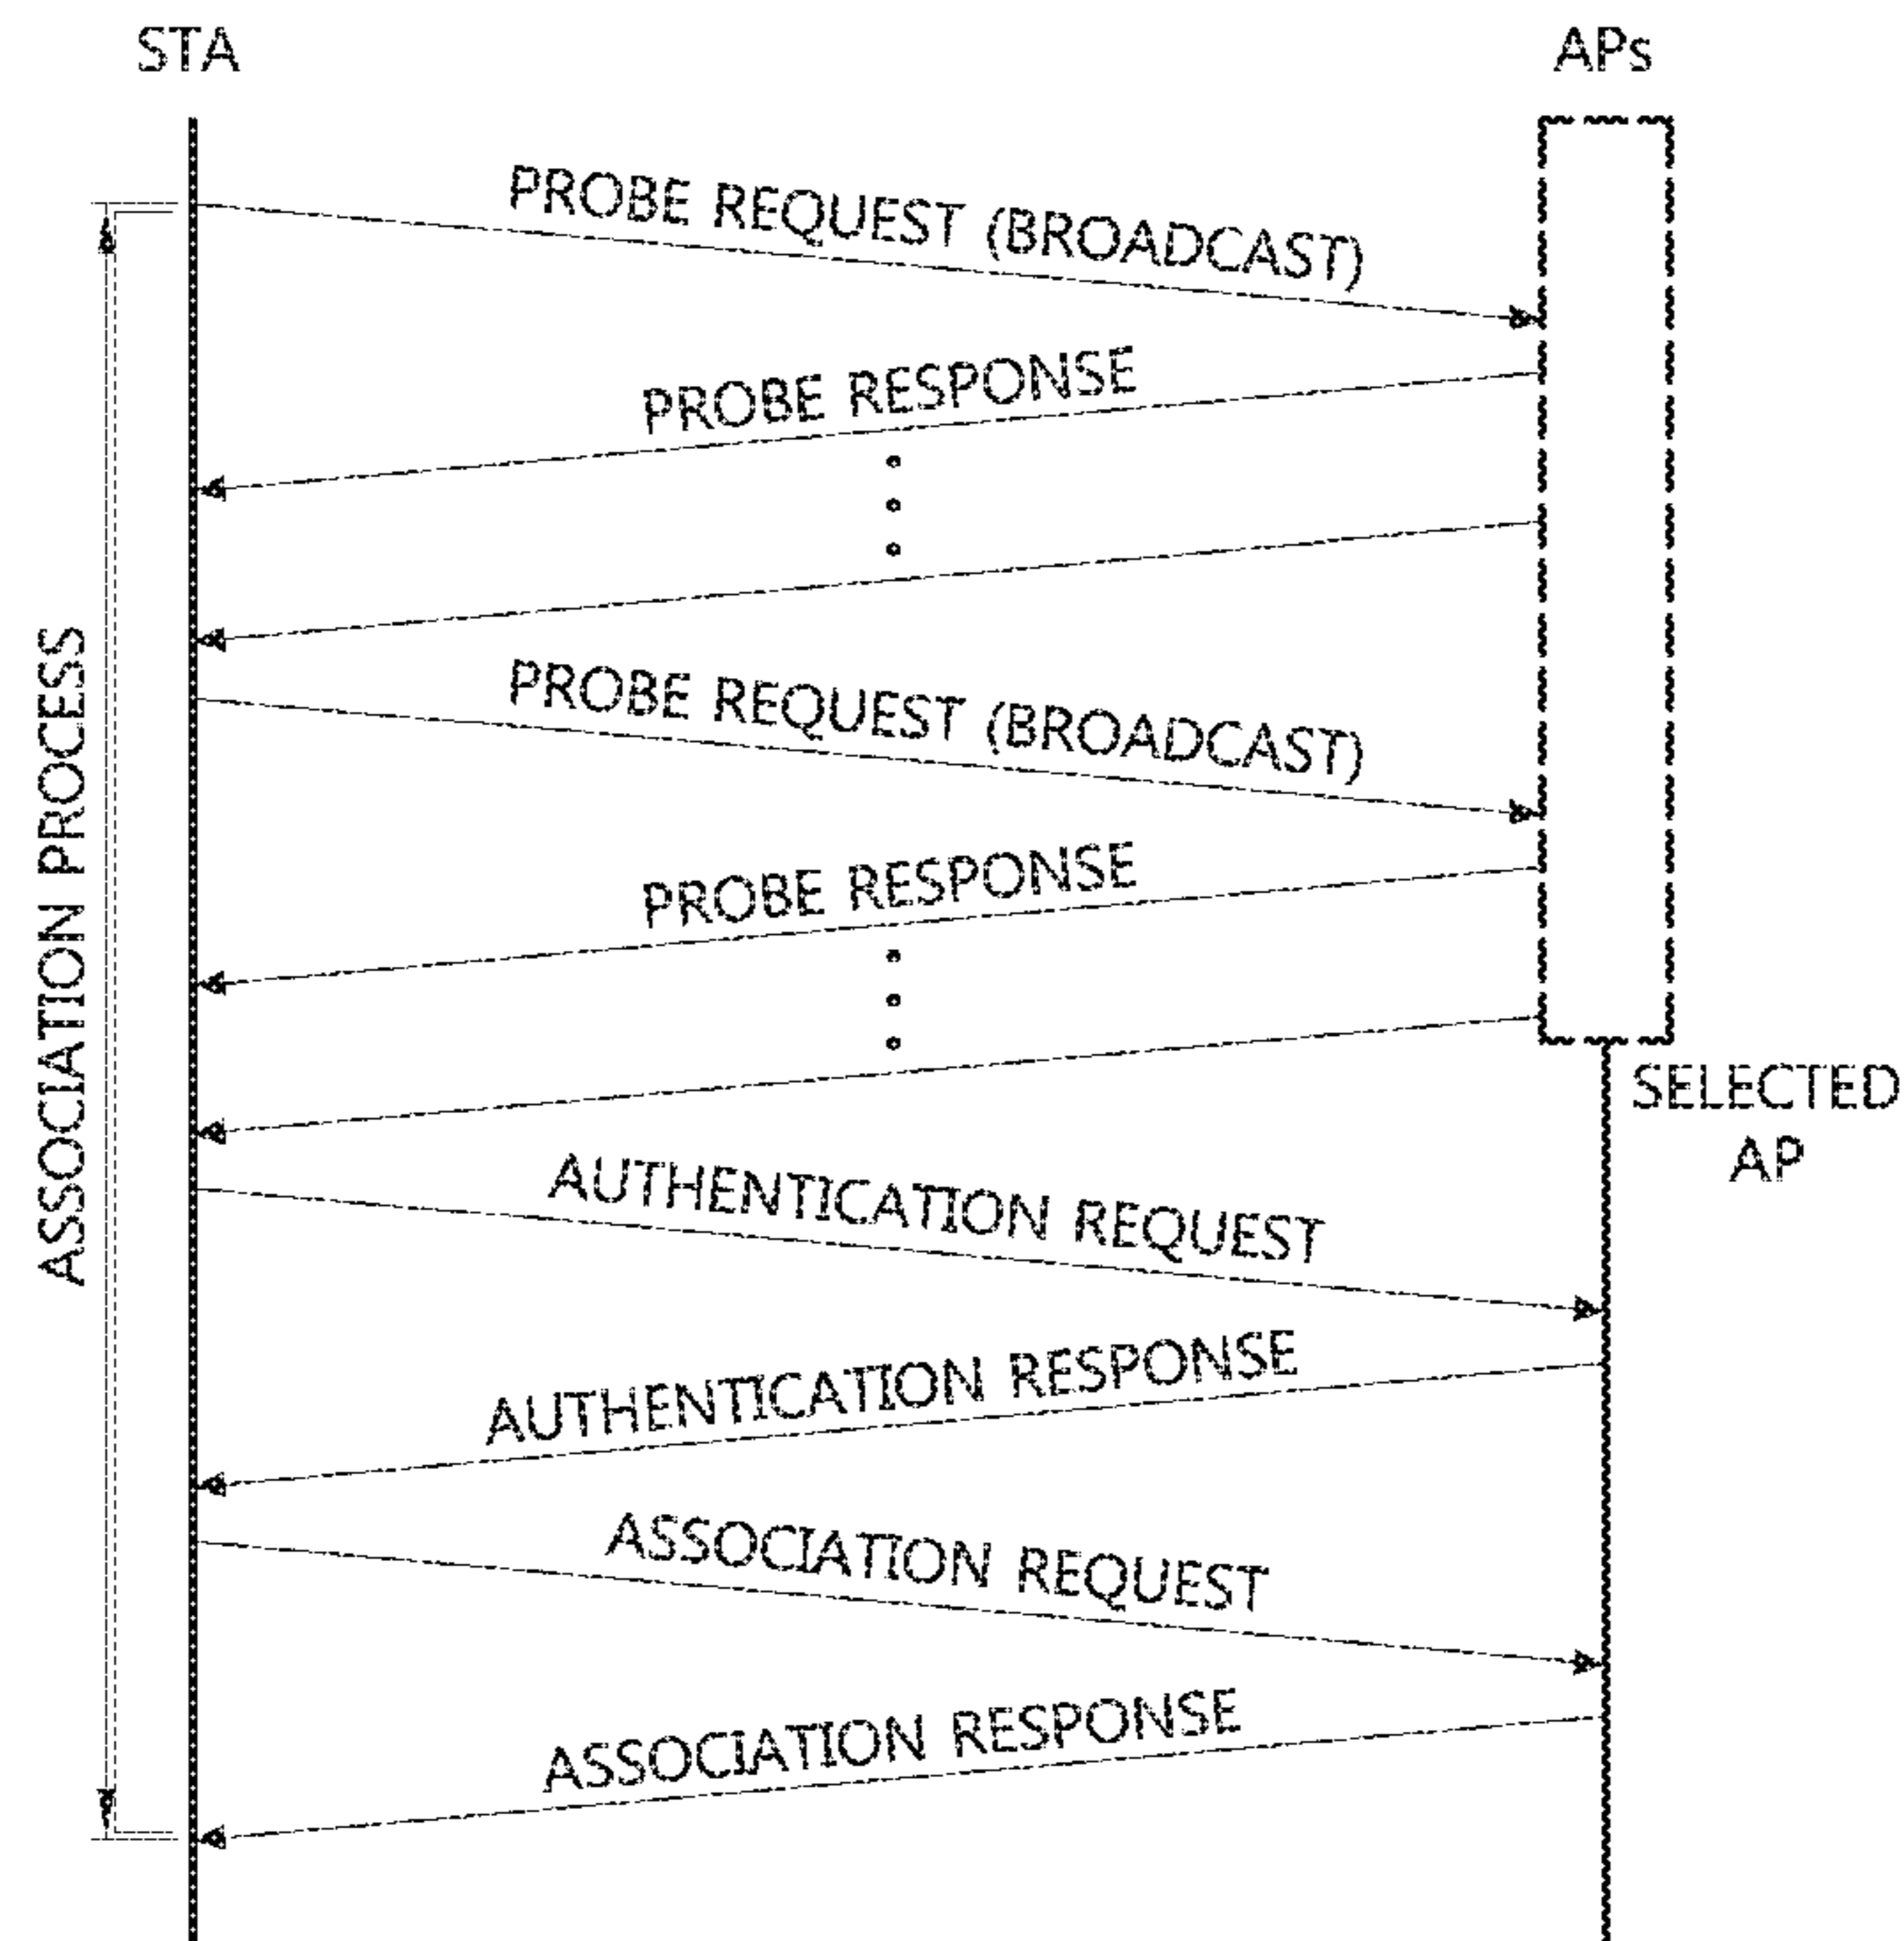 STA
APs
PROBE REQUEST (BROADCAST)
PROBE RESPONSE
PROBE REQUEST (BROADCAST)
PROBE RESPONSE
SELECTED
AP
AUTHENTICATION REQUEST
AUTHENTICATION RESPONSE
ASSOCIATION REQUEST
ASSOCIATION RESPONSE
ASSOCIATION PROCESS